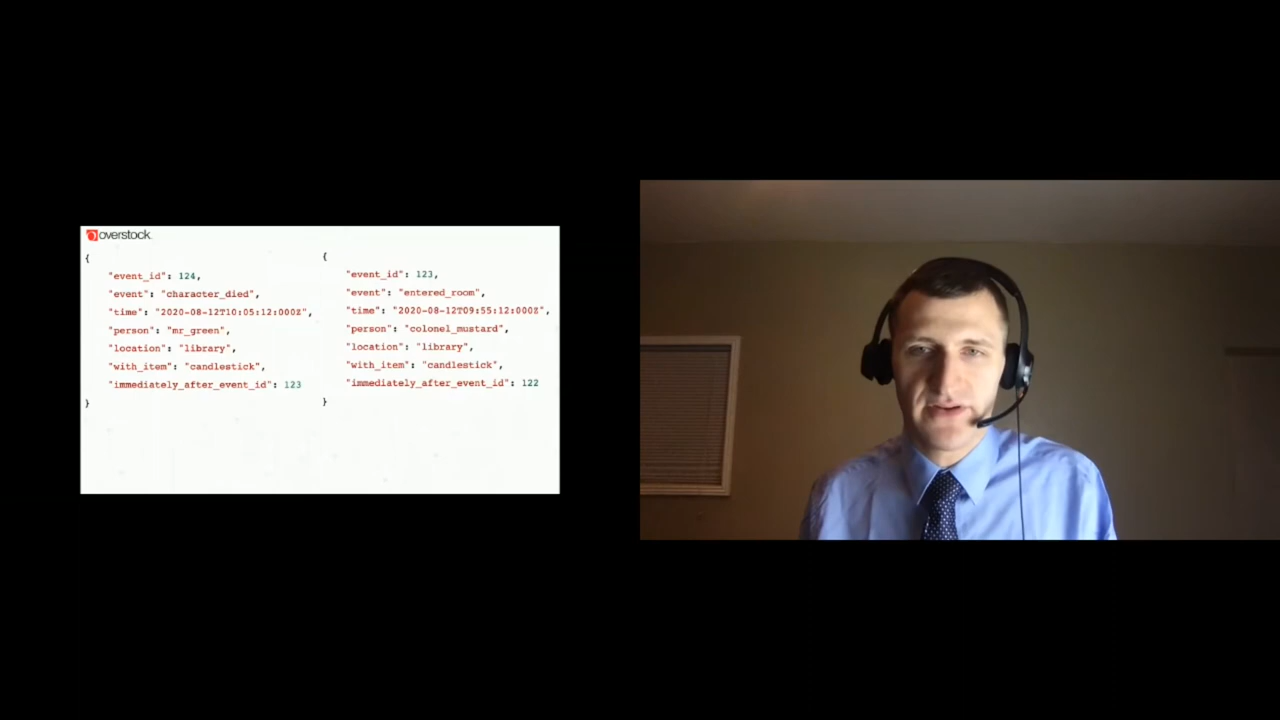 overstock.
{
"event_id": 124,
"event": "character_died",
"time": "2020-08-12T10:05:12:000Z",
"person": "mr_green",
"location": "library",
"with_item": "candlestick",
"immediately_after_event_id": 123
}
{
"event_id": 123,
"event": "entered_room",
"time": "2020-08-12T09:55:12:000Z",
"person": "colonel_mustard",
"location": "library",
"with_item": "candlestick",
"immediately_after_event_id": 122
}